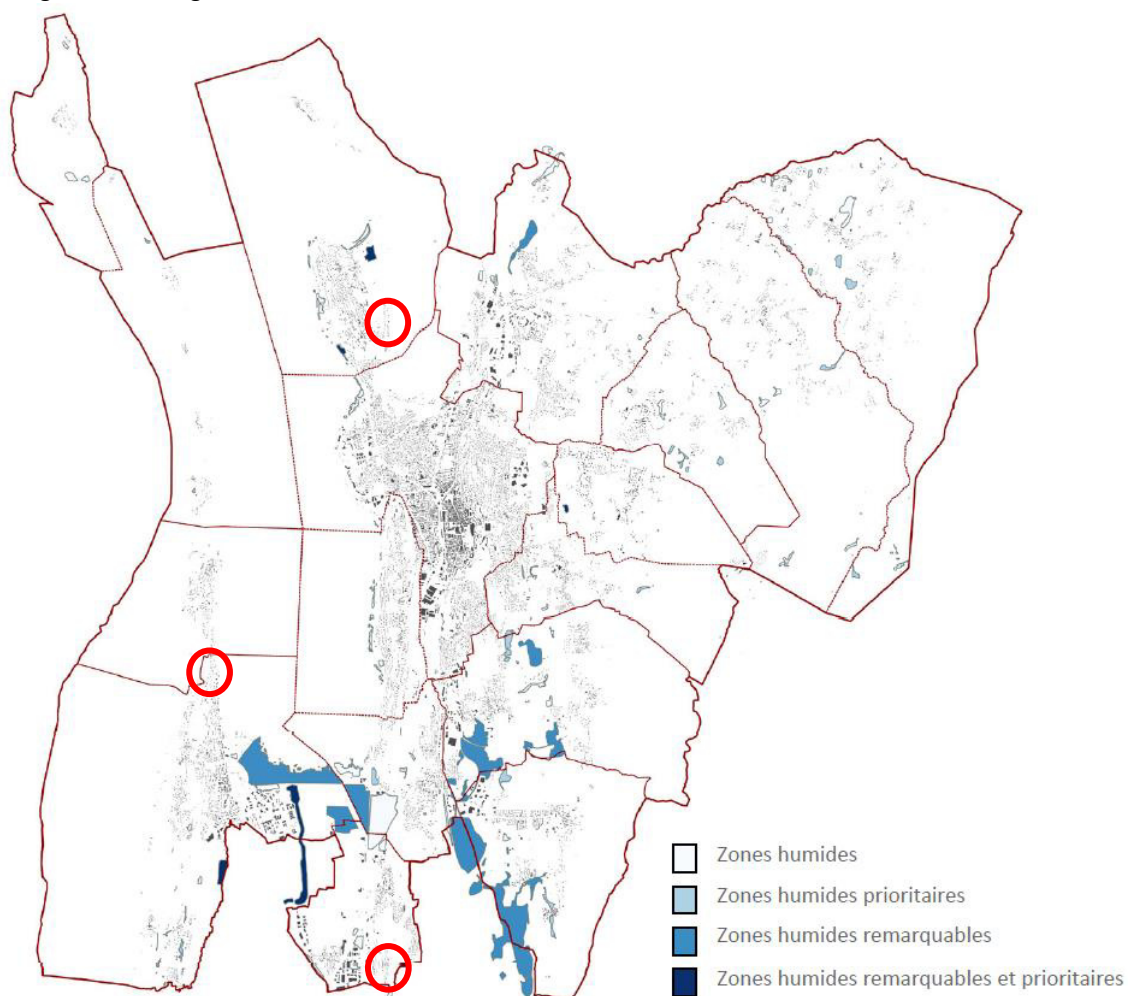 Zones humides
Zones humides prioritaires
Zones humides remarquables
Zones humides remarquables et prioritaires